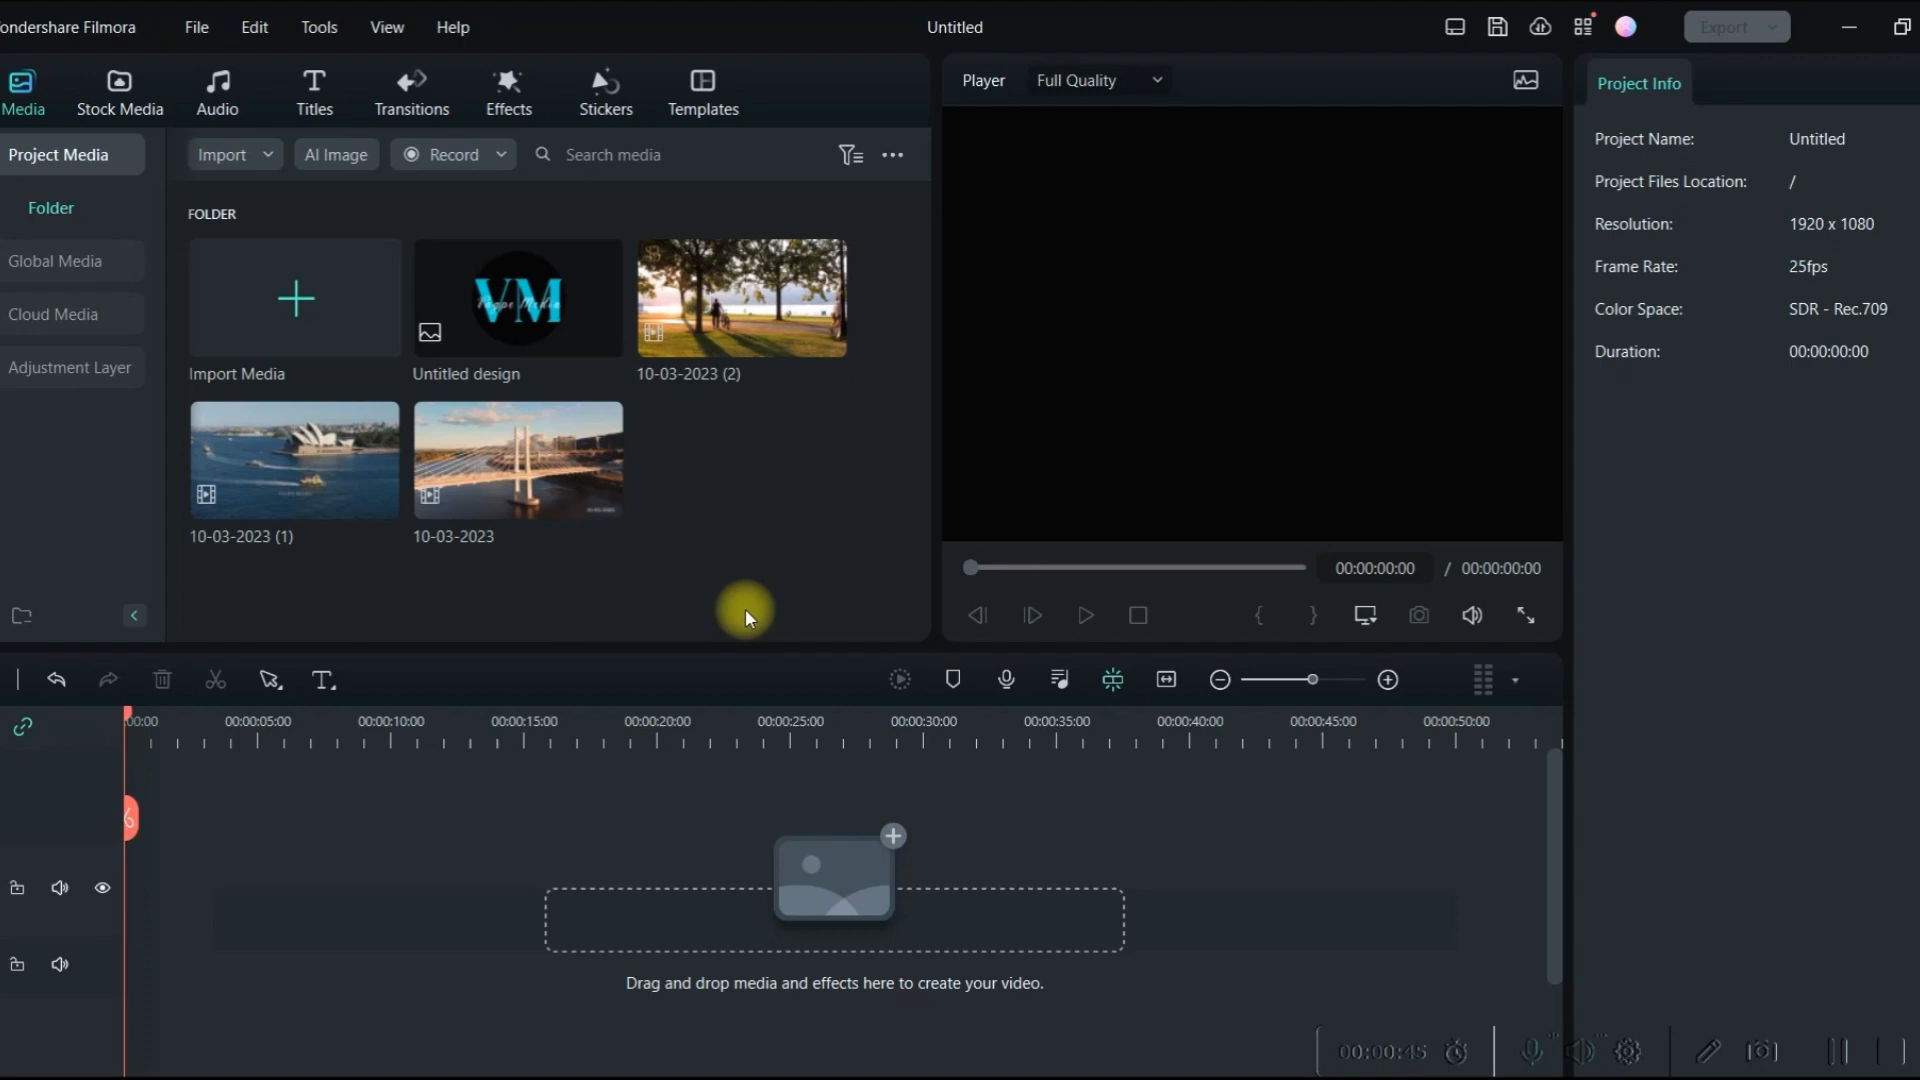 ondershare Filmora
File
Edit
Tools
View
Help
Untitled
Export
Media
Stock Media
Audio
Titles
Transitions
Effects
Stickers
Templates
Player
Full Quality
Project Info
Project Media
Import
AI Image
Record
Search media
Folder
Global Media
Cloud Media
Adjustment Layer
FOLDER
VM
Import Media
Untitled design
10-03-2023 (2)
10-03-2023 (1)
10-03-2023
Project Name: Untitled
Project Files Location: /
Resolution: 1920 x 1080
Frame Rate: 25fps
Color Space: SDR - Rec.709
Duration: 00:00:00:00
00:00:00:00 / 00:00:00:00
:00:00 00:00:05:00 00:00:10:00 00:00:15:00 00:00:20:00 00:00:25:00 00:00:30:00 00:00:35:00 00:00:40:00 00:00:45:00 00:00:50:00
Drag and drop media and effects here to create your video.
00:00:45